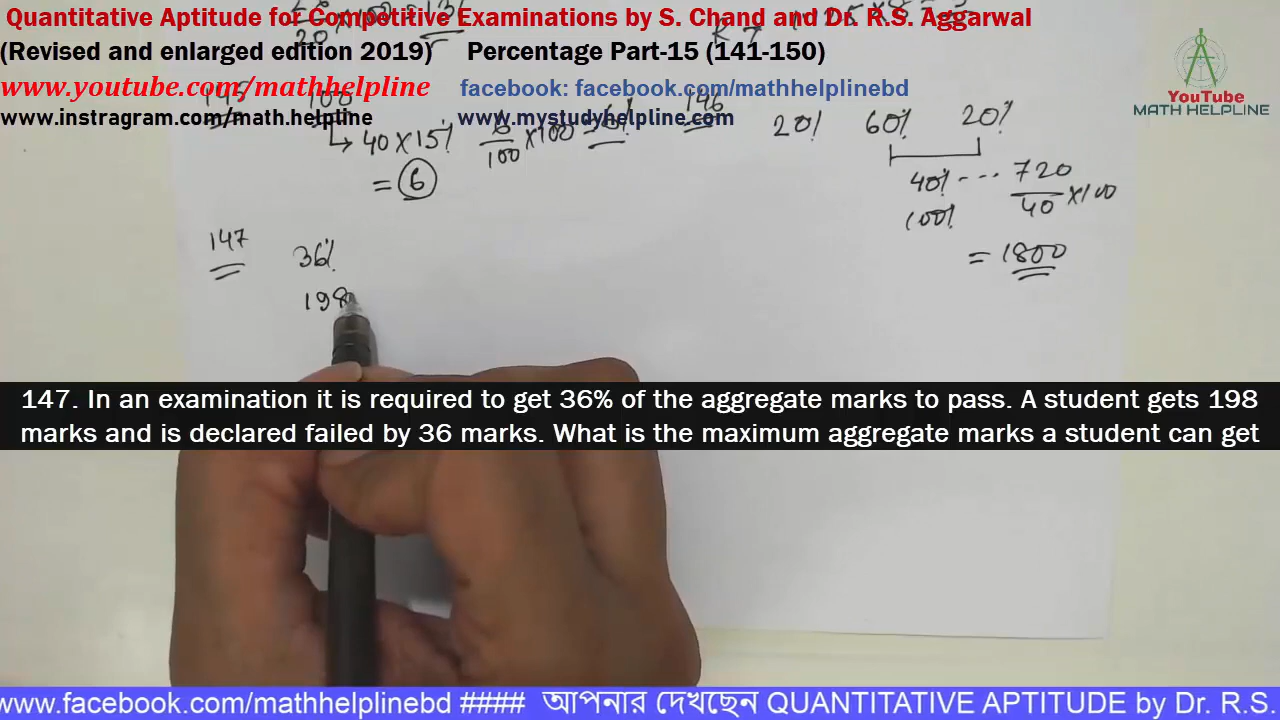 Quantitative Aptitude for Competitive Examinations by S. Chand and Dr. R.S. Aggarwal
(Revised and enlarged edition 2019) Percentage Part-15 (141-150)
www.youtube.com/mathhelpline facebook: facebook.com/mathhelplinebd
www.instragram.com/math.helpline www.mystudyhelpline.com
YouTube
MATH HELPLINE
145 100 146
40 × 15% 6/100 × 100 = 6% 20% 60% 20%
= 6
40% --- 720/40 × 100
100%
= 1800
147 36%
198
147. In an examination it is required to get 36% of the aggregate marks to pass. A student gets 198
marks and is declared failed by 36 marks. What is the maximum aggregate marks a student can get
www.facebook.com/mathhelplinebd #### আপনার দেখছেন QUANTITATIVE APTITUDE by Dr. R.S.